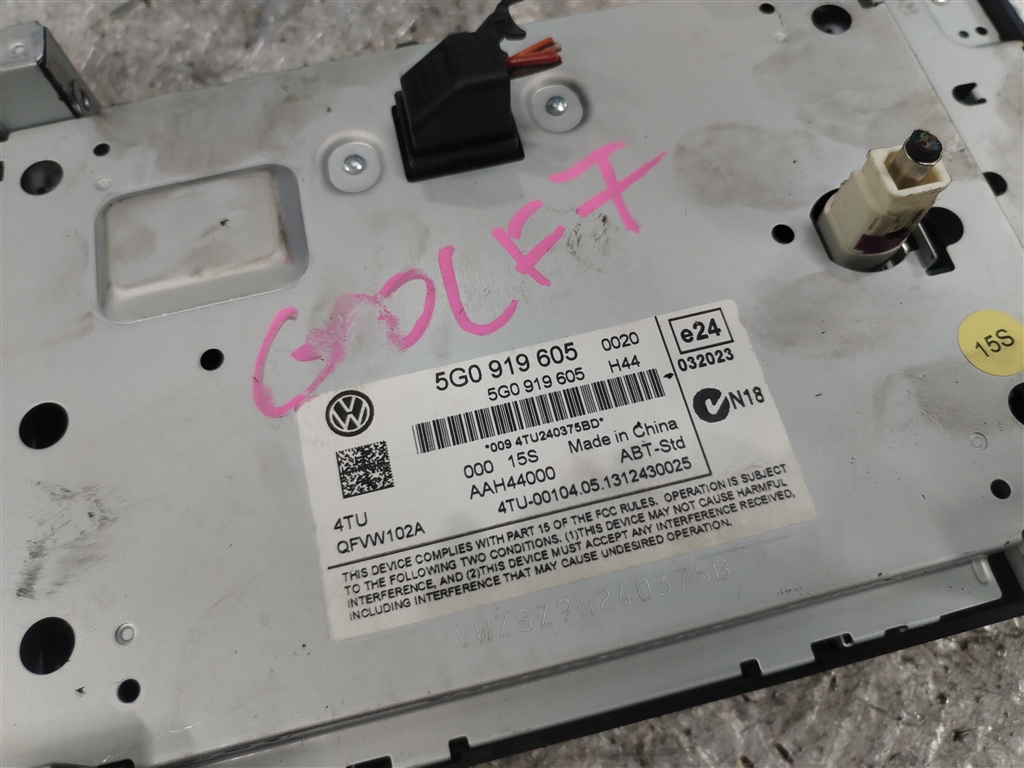 GOLF 7
5G0 919 605 0020
5G0 919 605 H44
*009 4TU240375BD*
000 15S Made in China
AAH44000 ABT-Std
4TU 4TU-00104.05.1312430025
QFVW102A
e24
032023
N18
THIS DEVICE COMPLIES WITH PART 15 OF THE FCC RULES. OPERATION IS SUBJECT
TO THE FOLLOWING TWO CONDITIONS. (1)THIS DEVICE MAY NOT CAUSE HARMFUL
INTERFERENCE, AND (2)THIS DEVICE MUST ACCEPT ANY INTERFERENCE RECEIVED,
INCLUDING INTERFERENCE THAT MAY CAUSE UNDESIRED OPERATION.
VWZ8Z9N240375B
15S